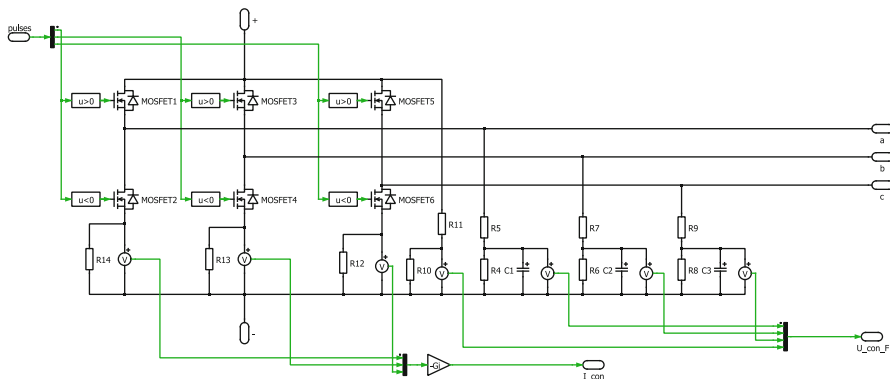 pulses
+
u>0
MOSFET1
u>0
MOSFET3
u>0
MOSFET5
a
b
c
u<0
MOSFET2
u<0
MOSFET4
u<0
MOSFET6
R11
R5
R7
R9
R14
V
R13
V
R12
V
R10
V
R4
C1
V
R6
C2
V
R8
C3
V
-
U_con_F
-Gi
I_con